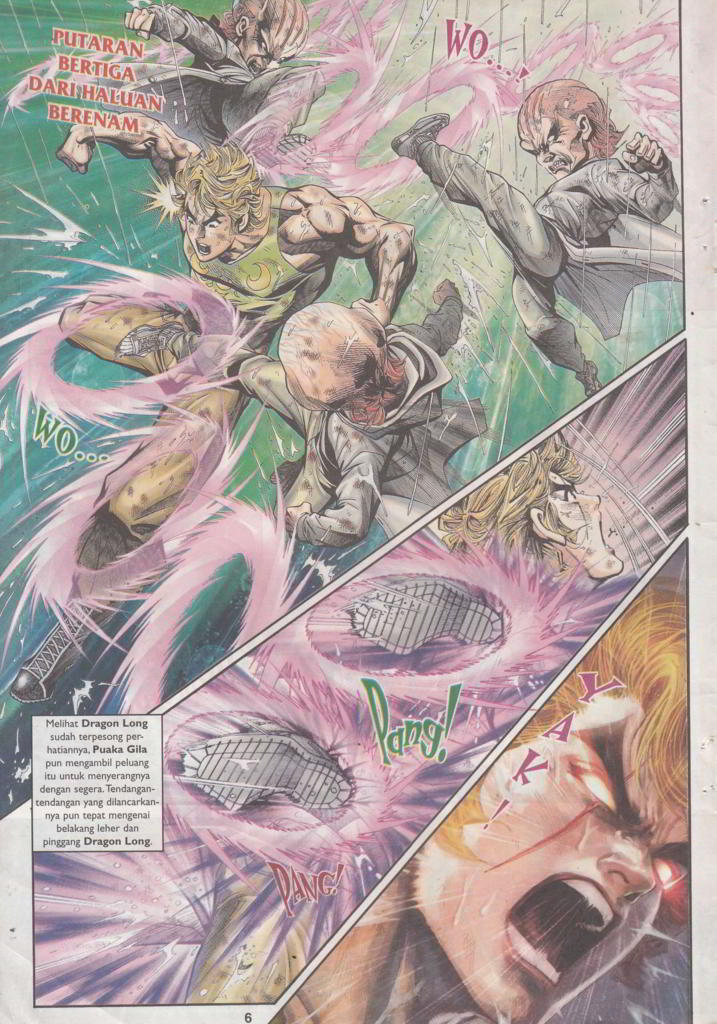 PUTARAN
BERTIGA
DARI HALUAN
BERENAM
WO...!
WO...
Pang!
YAK!
Melihat Dragon Long
sudah terpesong per-
hatiannya, Puaka Gila
pun mengambil peluang
itu untuk menyerangnya
dengan segera. Tendangan-
tendangan yang dilancarkan-
nya pun tepat mengenai
belakang leher dan
pinggang Dragon Long.
PANG!
6